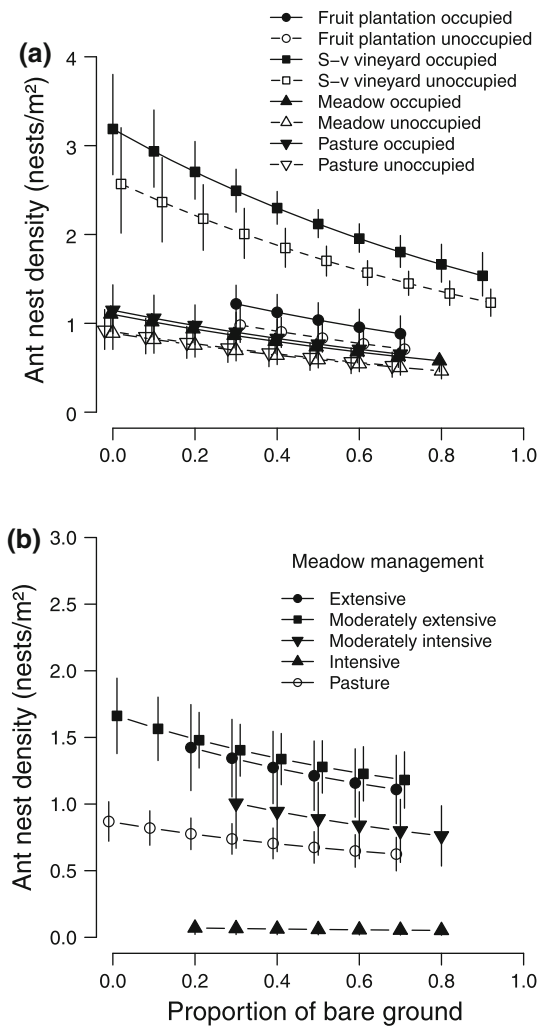 (a)
Fruit plantation occupied
Fruit plantation unoccupied
S−v vineyard occupied
S−v vineyard unoccupied
Meadow occupied
Meadow unoccupied
Pasture occupied
Pasture unoccupied
Ant nest density (nests/m²)
4
3
2
1
0
0.0 0.2 0.4 0.6 0.8 1.0
(b)
Meadow management
Extensive
Moderately extensive
Moderately intensive
Intensive
Pasture
Ant nest density (nests/m²)
3.0
2.5
2.0
1.5
1.0
0.5
0.0
0.0 0.2 0.4 0.6 0.8 1.0
Proportion of bare ground